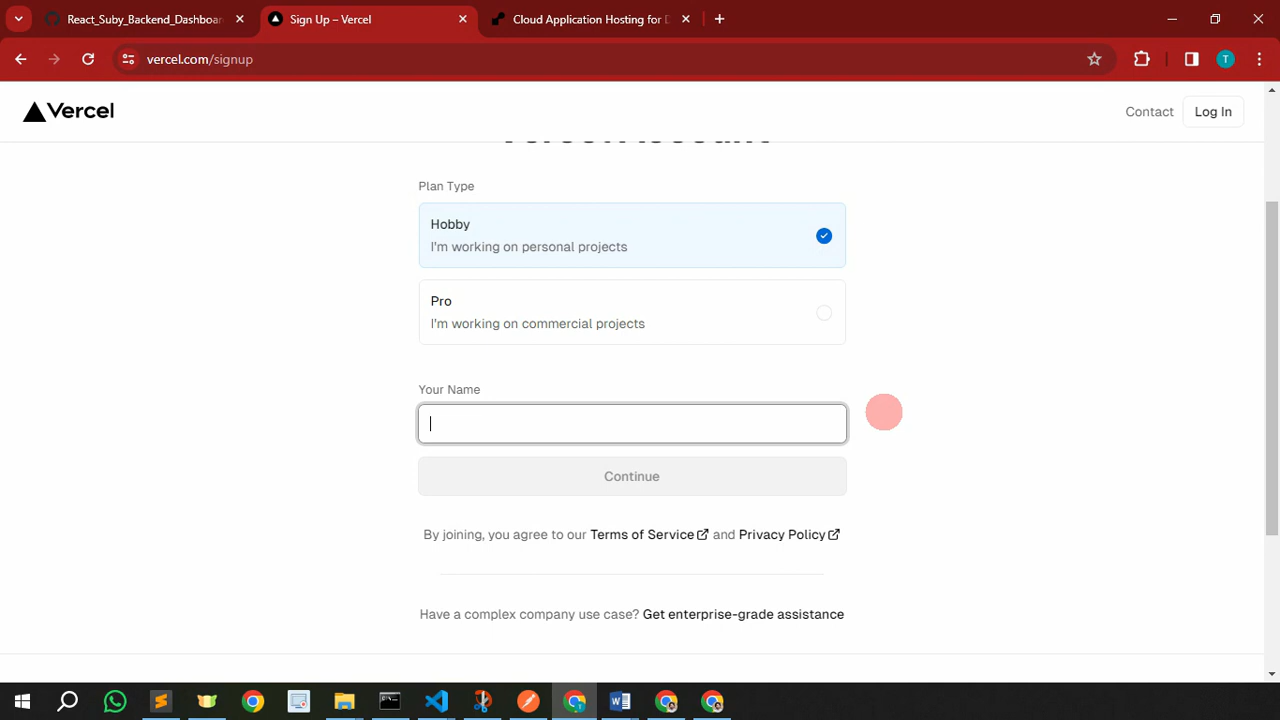 React_Suby_Backend_Dashboar
Sign Up – Vercel
Cloud Application Hosting for D
vercel.com/signup
T
Vercel
Contact
Log In
Plan Type
Hobby
I'm working on personal projects
Pro
I'm working on commercial projects
Your Name
Continue
By joining, you agree to our Terms of Service and Privacy Policy
Have a complex company use case? Get enterprise-grade assistance